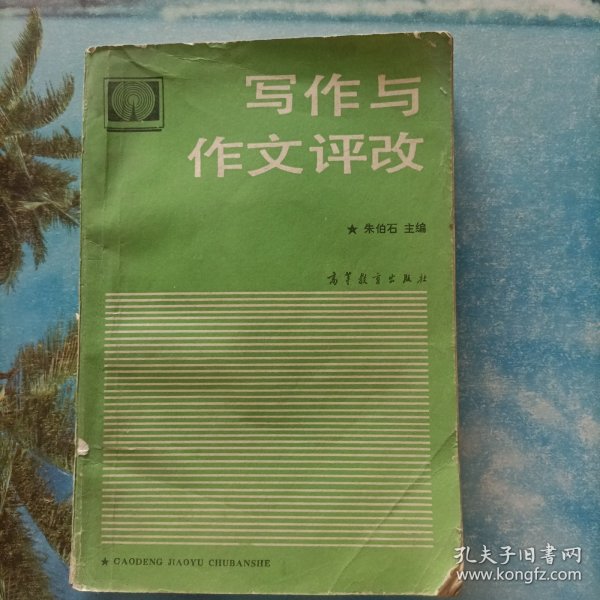 写作与
作文评改
★ 朱伯石 主编
高等教育出版社
★ GAODENG JIAOYU CHUBANSHE
孔夫子旧书网
www.kongfz.com